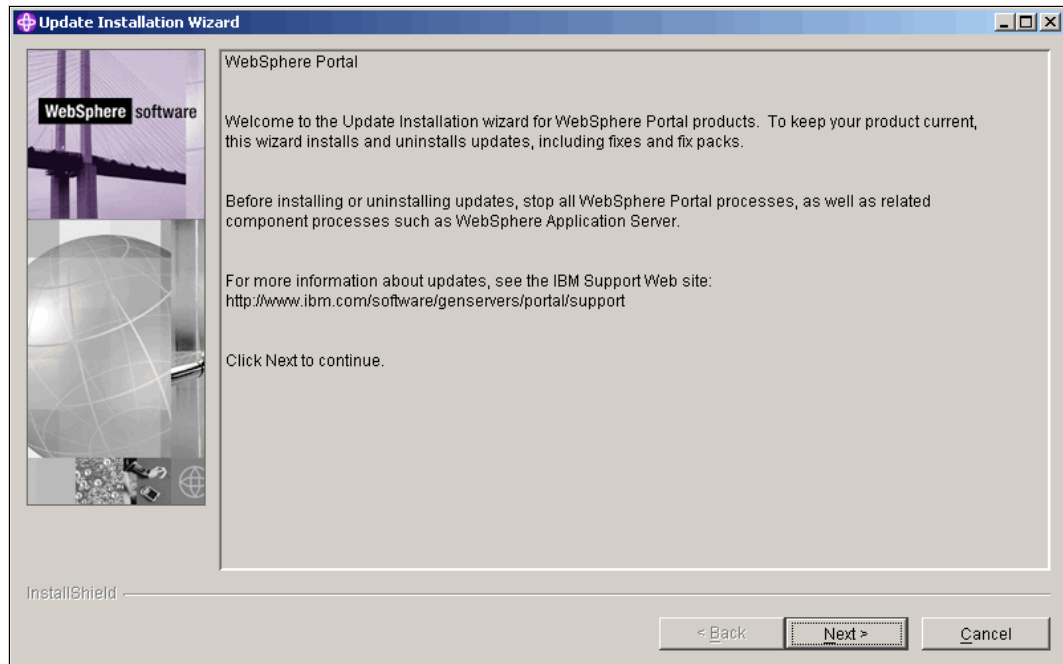 Update Installation Wizard
WebSphere software
WebSphere Portal
Welcome to the Update Installation wizard for WebSphere Portal products. To keep your product current,
this wizard installs and uninstalls updates, including fixes and fix packs.
Before installing or uninstalling updates, stop all WebSphere Portal processes, as well as related
component processes such as WebSphere Application Server.
For more information about updates, see the IBM Support Web site:
http://www.ibm.com/software/genservers/portal/support
Click Next to continue.
InstallShield
< Back Next > Cancel